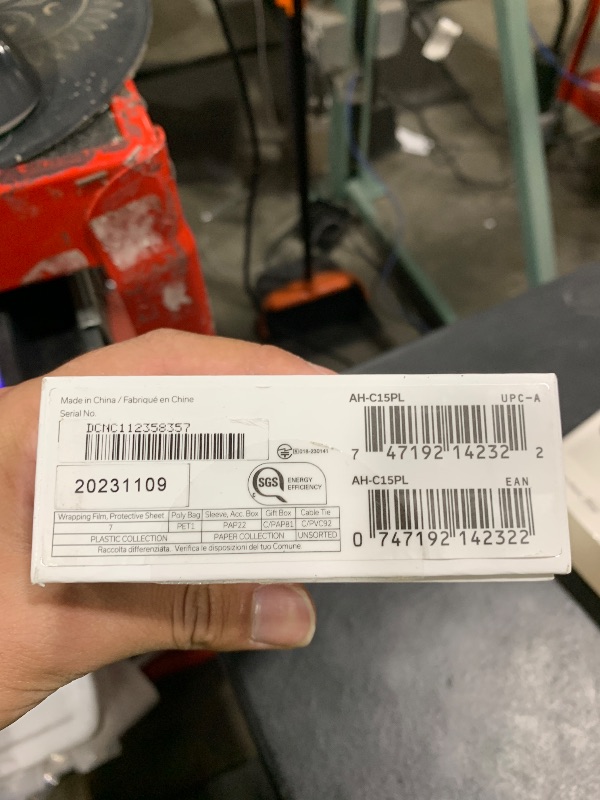 Made in China / Fabriqué en Chine
Serial No.
DCNC112358357
20231109
SGS ENERGY EFFICIENCY
Wrapping Film, Protective Sheet Poly Bag Sleeve, Acc. Box Gift Box Cable Tie
7 PET1 PAP22 C/PAP81 C/PVC92
PLASTIC COLLECTION PAPER COLLECTION UNSORTED
Raccolta differenziata. Verifica le disposizioni del tuo Comune.
AH-C15PL UPC-A
7 47192 14232 2
AH-C15PL EAN
0 747192 142322